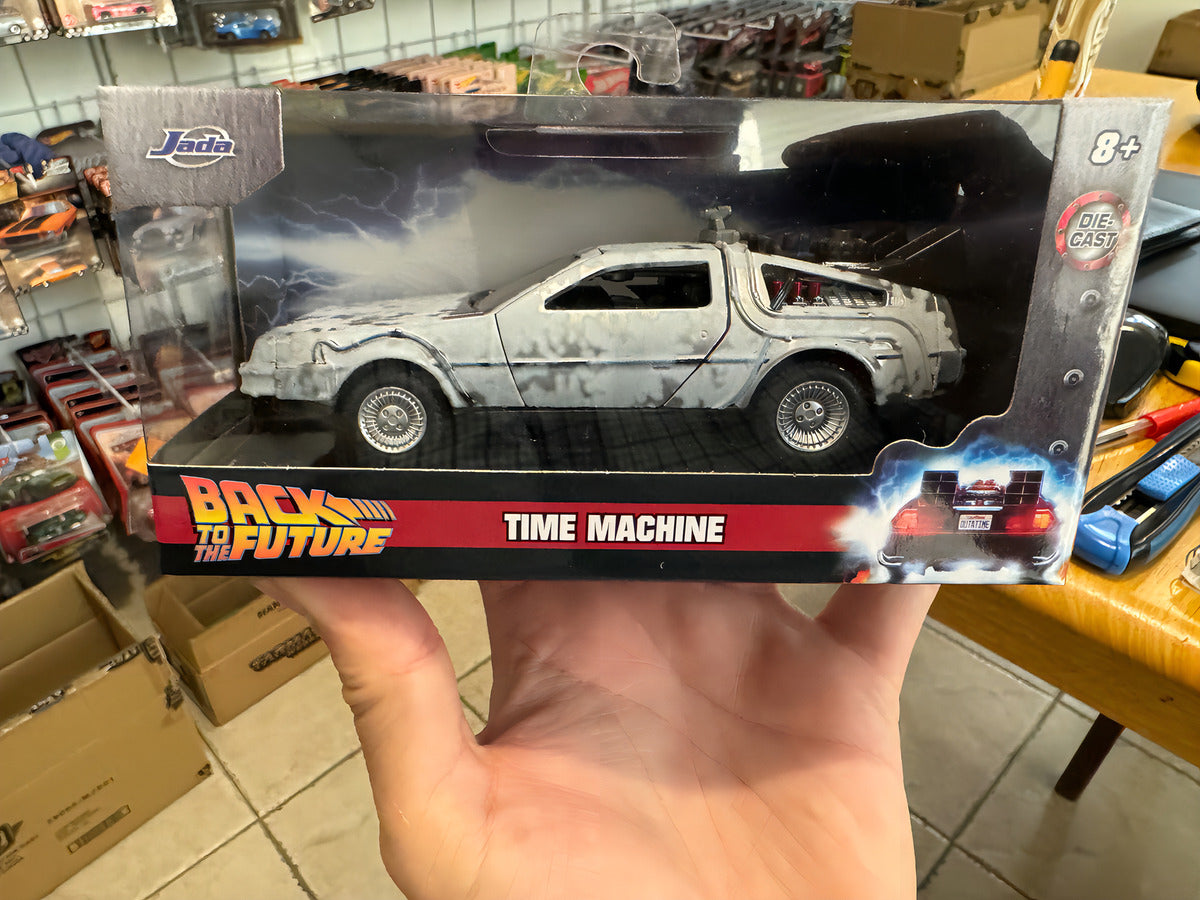 Jada
8+
DIE-
CAST
BACK
TO THE
FUTURE
TIME MACHINE
OUTATIME